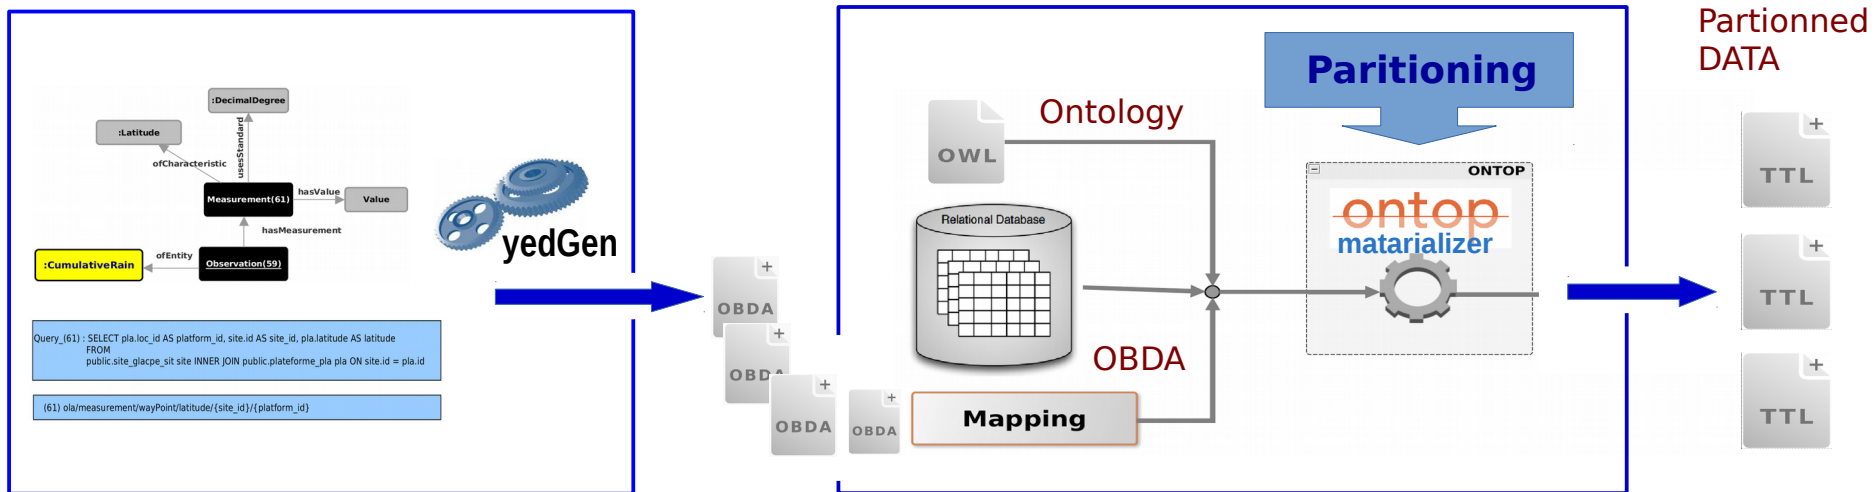 :DecimalDegree
:Latitude
usesStandard
ofCharacteristic
Measurement(61)
hasValue
Value
hasMeasurement
:CumulativeRain
ofEntity
Observation(59)
Query_(61) : SELECT pla.loc_id AS platform_id, site.id AS site_id, pla.latitude AS latitude
FROM
public.site_glacpe_sit site INNER JOIN public.plateforme_pla pla ON site.id = pla.id
(61) ola/measurement/wayPoint/latitude/{site_id}/{platform_id}
yedGen
OBDA
OBDA
OBDA
OBDA
Ontology
OWL
Relational Database
OBDA
Mapping
Paritioning
ONTOP
ontop
matarializer
Partionned
DATA
TTL
TTL
TTL